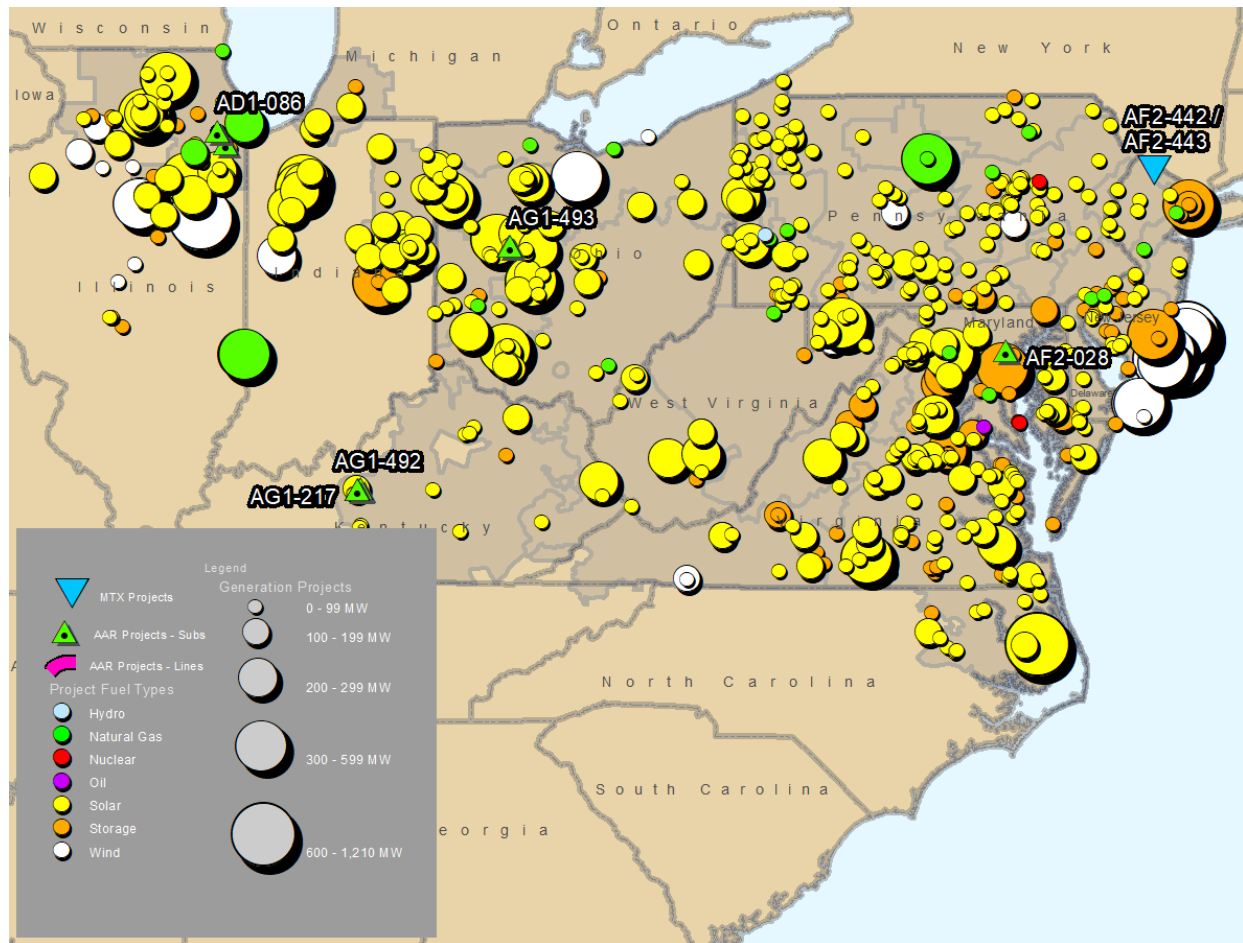 Wisconsin
Michigan
Ontario
New York
Iowa
AD1-086
AF2-442 /
AF2-443
AG1-493
Pennsylvania
Ohio
Indiana
Illinois
Maryland
New Jersey
AF2-028
Delaware
West Virginia
AG1-492
AG1-217
Kentucky
Virginia
North Carolina
South Carolina
eorgia
Legend
MTX Projects
AAR Projects - Subs
AAR Projects - Lines
Project Fuel Types
Hydro
Natural Gas
Nuclear
Oil
Solar
Storage
Wind
Generation Projects
0 - 99 MW
100 - 199 MW
200 - 299 MW
300 - 599 MW
600 - 1,210 MW